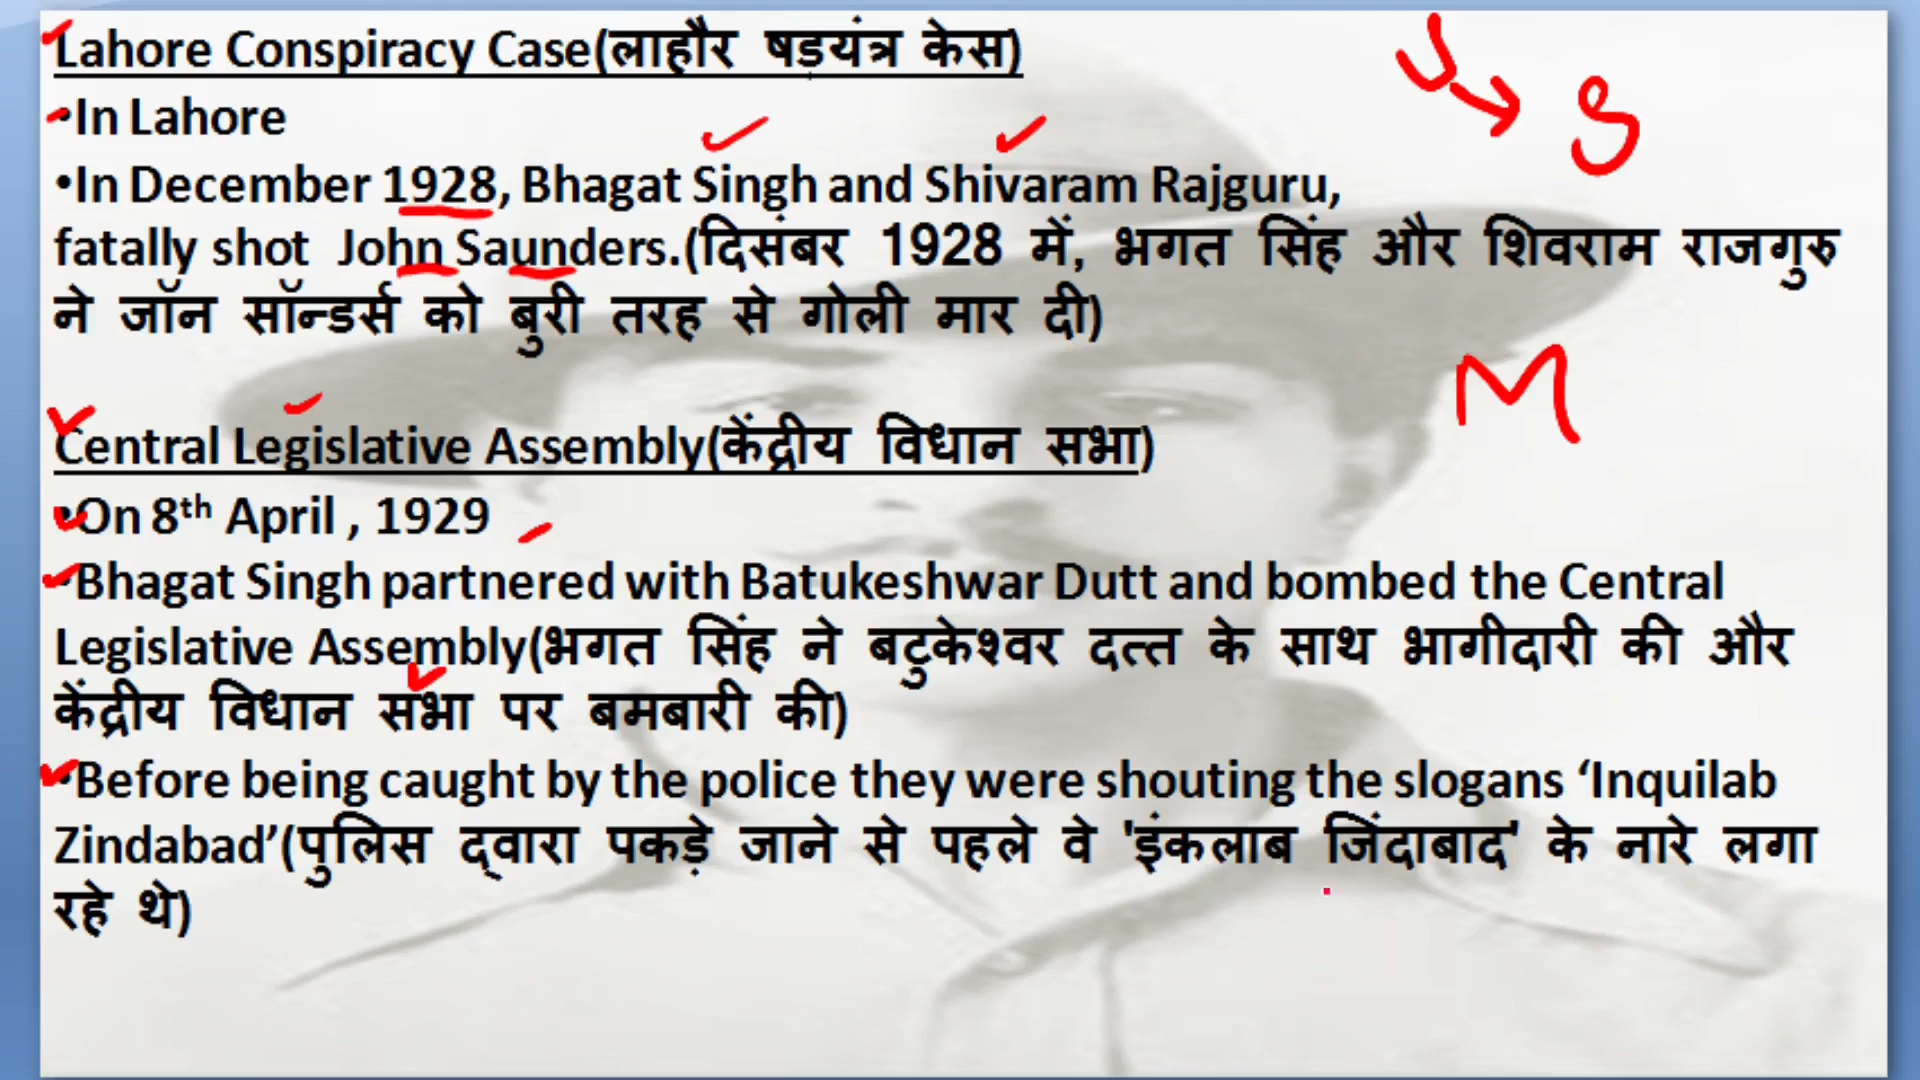 Lahore Conspiracy Case(लाहौर षड़यंत्र केस)
•In Lahore
•In December 1928, Bhagat Singh and Shivaram Rajguru,
fatally shot John Saunders.(दिसंबर 1928 में, भगत सिंह और शिवराम राजगुरु
ने जॉन सॉन्डर्स को बुरी तरह से गोली मार दी)
S
M
Central Legislative Assembly(केंद्रीय विधान सभा)
•On 8th April , 1929
•Bhagat Singh partnered with Batukeshwar Dutt and bombed the Central
Legislative Assembly(भगत सिंह ने बटुकेश्वर दत्त के साथ भागीदारी की और
केंद्रीय विधान सभा पर बमबारी की)
•Before being caught by the police they were shouting the slogans ‘Inquilab
Zindabad’(पुलिस द्वारा पकड़े जाने से पहले वे 'इंकलाब जिंदाबाद' के नारे लगा
रहे थे)